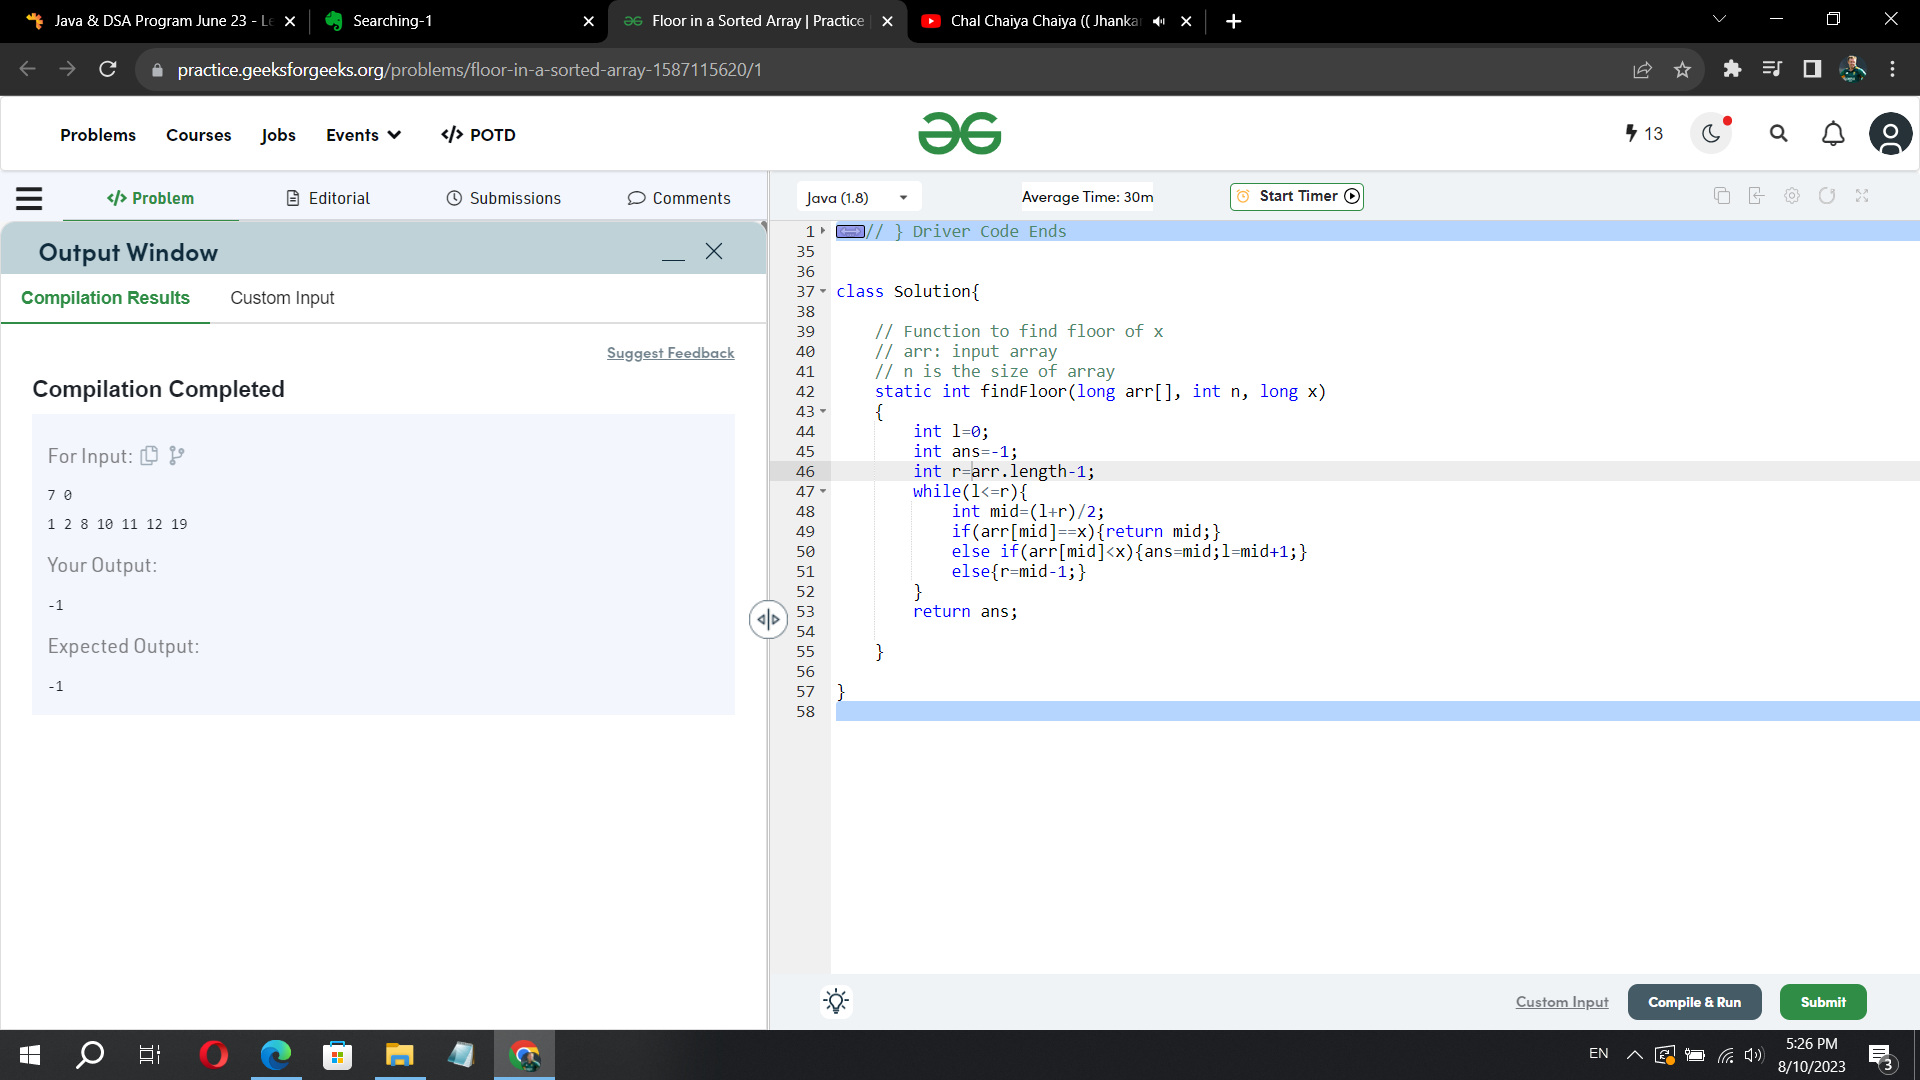 Java & DSA Program June 23 - Le
Searching-1
Floor in a Sorted Array | Practice
Chal Chaiya Chaiya (( Jhankar
practice.geeksforgeeks.org/problems/floor-in-a-sorted-array-1587115620/1
Problems
Courses
Jobs
Events
</> POTD
13
</> Problem
Editorial
Submissions
Comments
Output Window
Compilation Results
Custom Input
Suggest Feedback
Compilation Completed
For Input:
7 0
1 2 8 10 11 12 19
Your Output:
-1
Expected Output:
-1
Java (1.8)
Average Time: 30m
Start Timer
1 // } Driver Code Ends
35
36
37 class Solution{
38
39 // Function to find floor of x
40 // arr: input array
41 // n is the size of array
42 static int findFloor(long arr[], int n, long x)
43 {
44 int l=0;
45 int ans=-1;
46 int r=arr.length-1;
47 while(l<=r){
48 int mid=(l+r)/2;
49 if(arr[mid]==x){return mid;}
50 else if(arr[mid]<x){ans=mid;l=mid+1;}
51 else{r=mid-1;}
52 }
53 return ans;
54
55 }
56
57 }
58
Custom Input
Compile & Run
Submit
EN
5:26 PM
8/10/2023
3